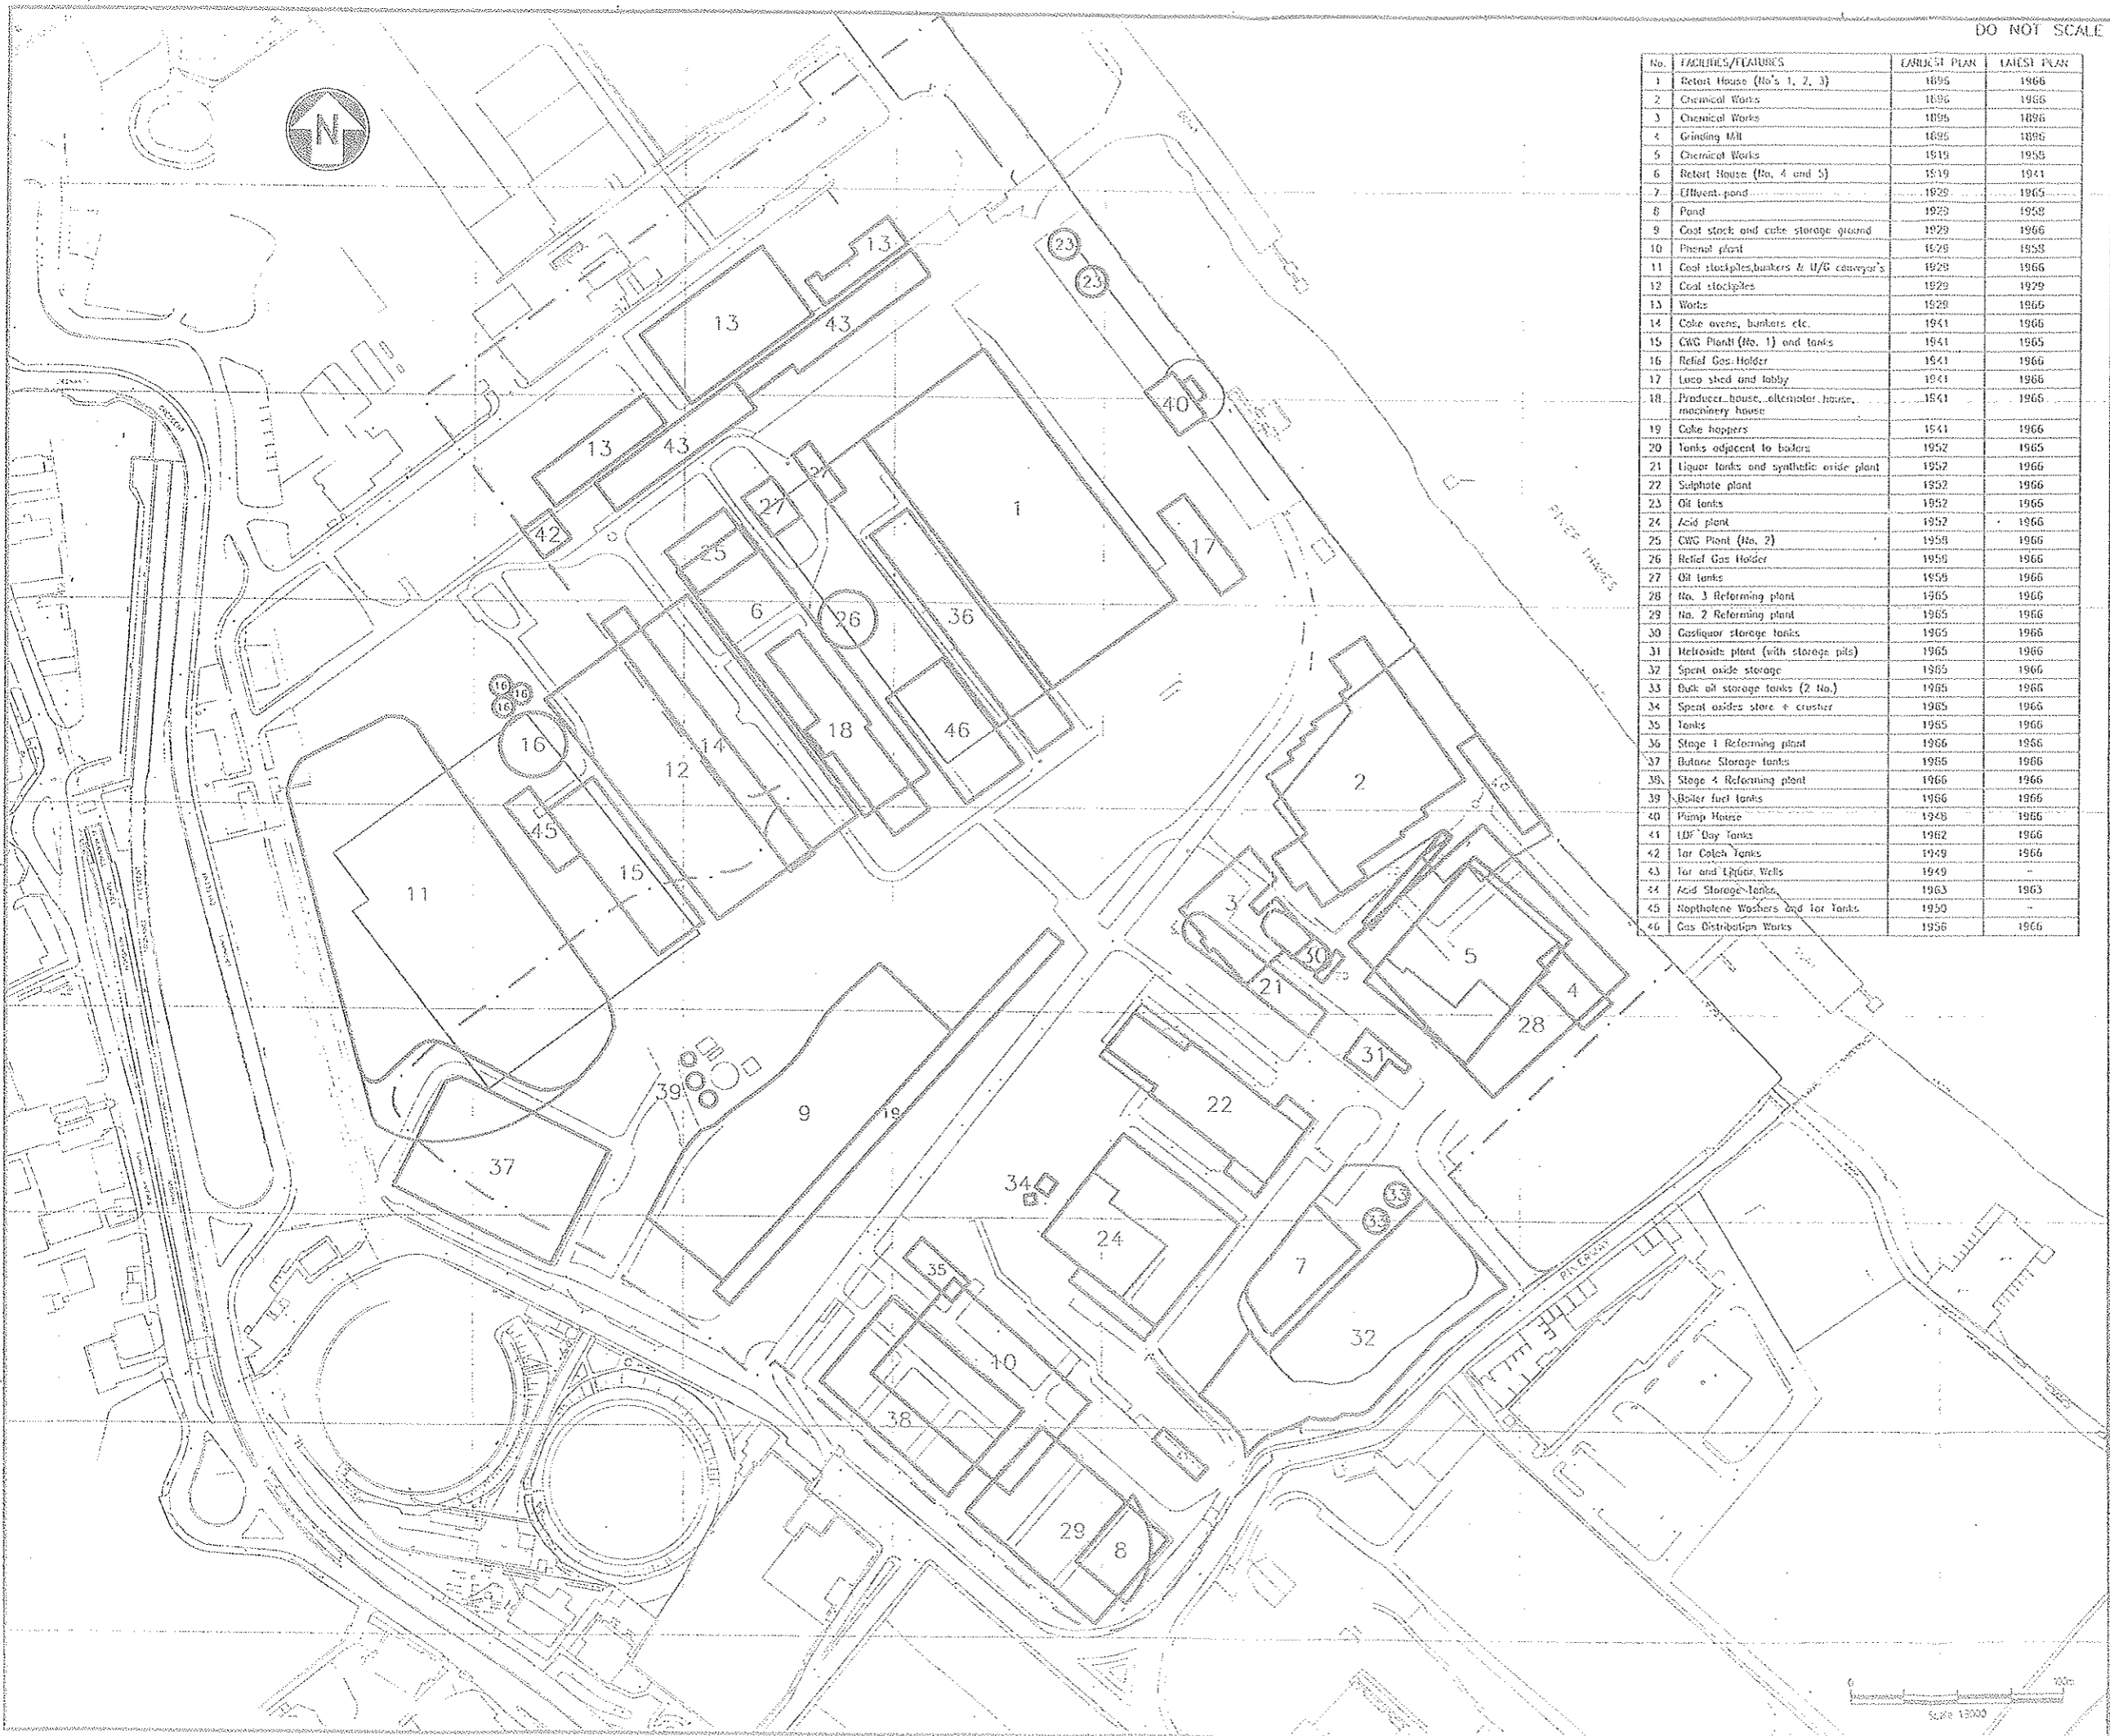 DO NOT SCALE
N
No. FACILITIES/FEATURES EARLIEST PLAN LATEST PLAN
1 Retort House (No's 1, 2, 3) 1896 1966
2 Chemical Works 1896 1966
3 Chemical Works 1896 1896
4 Grinding Mill 1896 1896
5 Chemical Works 1919 1958
6 Retort House (No. 4 and 5) 1919 1941
7 Effluent pond 1929 1965
8 Pond 1929 1958
9 Coal stock and coke storage ground 1929 1966
10 Phenol plant 1929 1958
11 Coal stockpiles,bunkers & U/G conveyor's 1929 1966
12 Coal stockpiles 1929 1929
13 Works 1929 1966
14 Coke ovens, bunkers etc. 1941 1966
15 CWG Plant (No. 1) and tanks 1941 1965
16 Relief Gas Holder 1941 1966
17 Loco shed and lobby 1941 1966
18 Producer house, alternator house,
machinery house 1941 1966
19 Coke hoppers 1941 1966
20 Tanks adjacent to boilers 1952 1965
21 Liquor tanks and synthetic oxide plant 1952 1966
22 Sulphate plant 1952 1966
23 Oil tanks 1952 1966
24 Acid plant 1952 1966
25 CWG Plant (No. 2) 1958 1966
26 Relief Gas Holder 1958 1966
27 Oil tanks 1958 1966
28 No. 3 Reforming plant 1965 1966
29 No. 2 Reforming plant 1965 1966
30 Gasliquor storage tanks 1965 1966
31 Hetroxide plant (with storage pits) 1965 1966
32 Spent oxide storage 1965 1966
33 Bulk oil storage tanks (2 No.) 1965 1966
34 Spent oxides store + crusher 1965 1966
35 Tanks 1965 1966
36 Stage 1 Reforming plant 1966 1966
37 Butane Storage tanks 1966 1966
38 Stage 4 Reforming plant 1966 1966
39 Boiler fuel tanks 1966 1966
40 Pump House 1948 1966
41 LDF Day Tanks 1962 1966
42 Tar Catch Tanks 1949 1966
43 Tar and Liquor Wells 1949 -
44 Acid Storage Tanks 1963 1963
45 Napthalene Washers and Tar Tanks 1950 -
46 Gas Distribution Works 1956 1966
13
23
23
13
43
40
13
43
27
1
42
25
17
6
26
36
16
16
16
16
18
46
14
12
2
45
15
11
3
30
5
21
4
28
31
39
9
19
22
37
34
33
33
24
7
35
32
10
38
29
8
RIVER THAMES
RIVERWAY
0 100m
Scale 1:3000